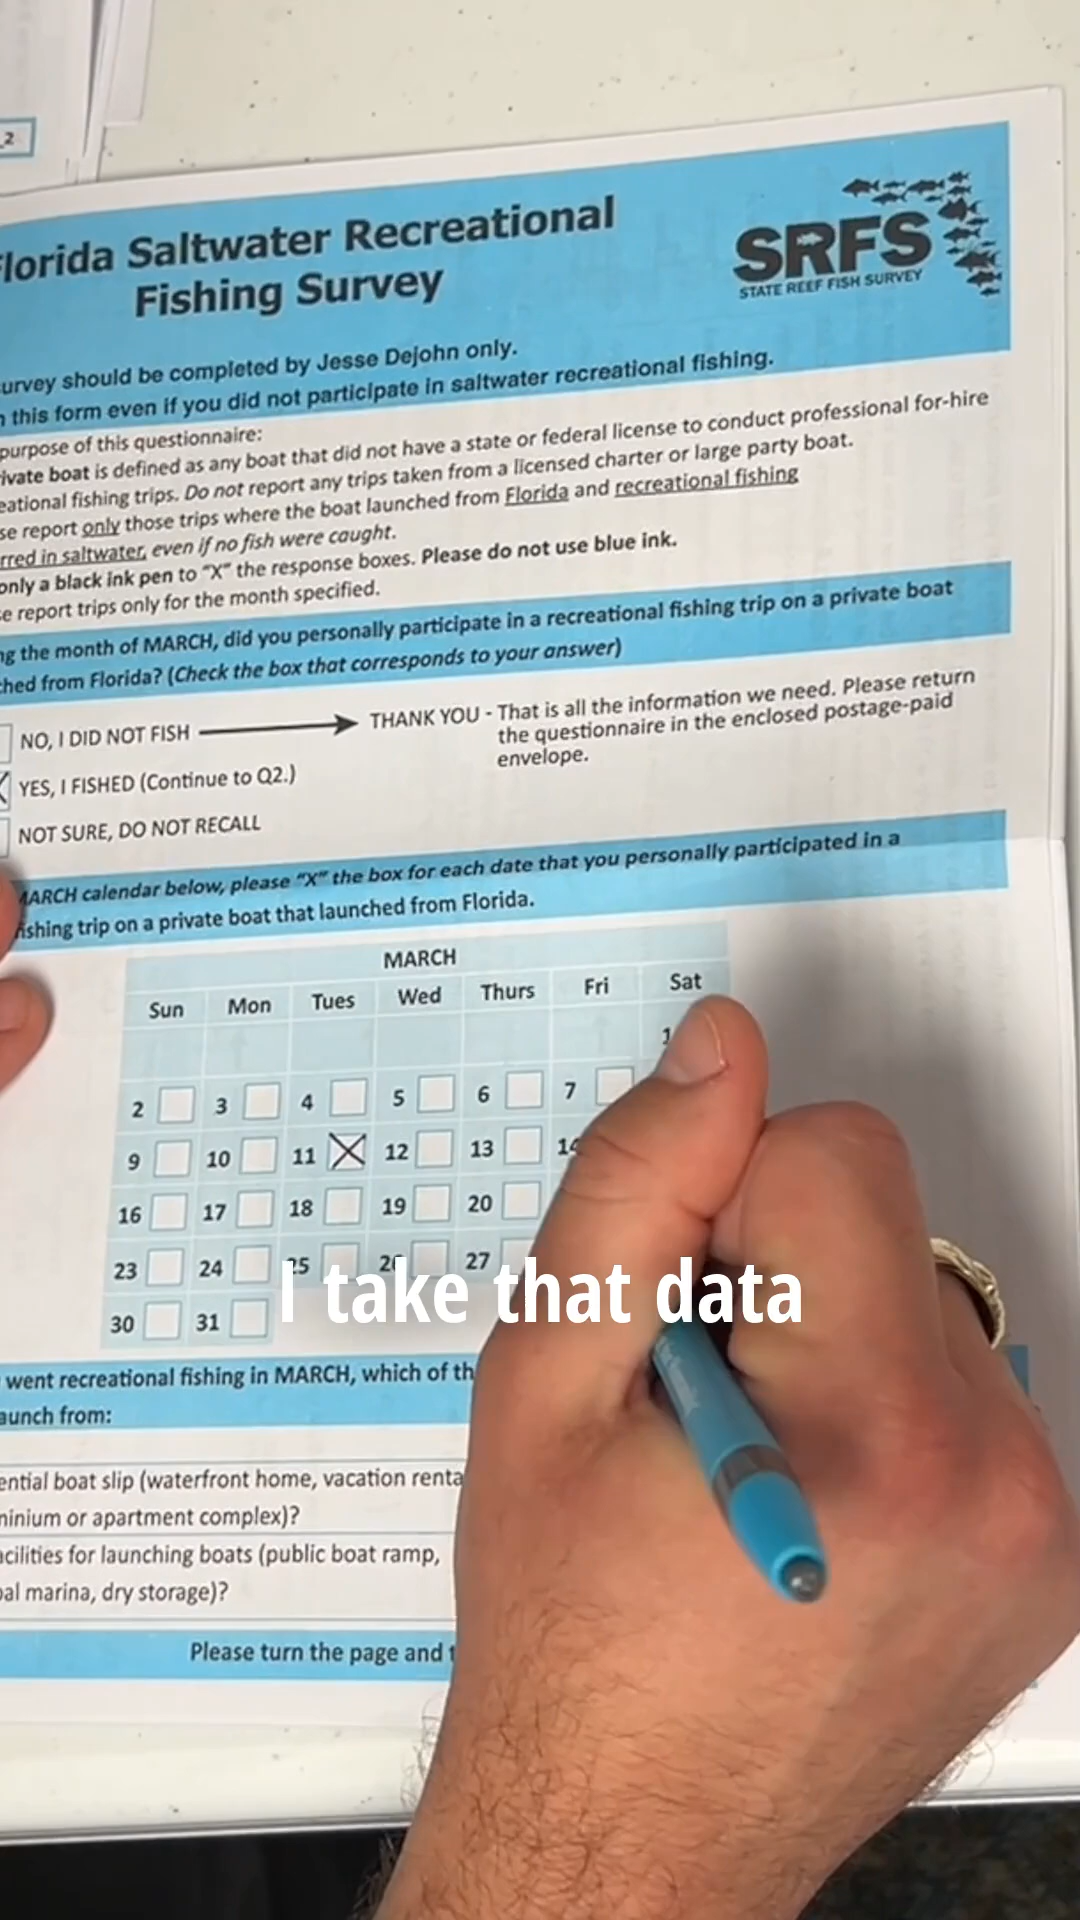 2
Florida Saltwater Recreational
Fishing Survey
SRFS
STATE REEF FISH SURVEY
survey should be completed by Jesse Dejohn only.
this form even if you did not participate in saltwater recreational fishing.
purpose of this questionnaire:
rivate boat is defined as any boat that did not have a state or federal license to conduct professional for-hire
eational fishing trips. Do not report any trips taken from a licensed charter or large party boat.
se report only those trips where the boat launched from Florida and recreational fishing
rred in saltwater, even if no fish were caught.
only a black ink pen to "X" the response boxes. Please do not use blue ink.
e report trips only for the month specified.
ng the month of MARCH, did you personally participate in a recreational fishing trip on a private boat
ched from Florida? (Check the box that corresponds to your answer)
NO, I DID NOT FISH
THANK YOU - That is all the information we need. Please return
the questionnaire in the enclosed postage-paid
envelope.
YES, I FISHED (Continue to Q2.)
NOT SURE, DO NOT RECALL
MARCH calendar below, please "X" the box for each date that you personally participated in a
fishing trip on a private boat that launched from Florida.
MARCH
Sun Mon Tues Wed Thurs Fri Sat
1
2 3 4 5 6 7
9 10 11 X 12 13 14
16 17 18 19 20
23 24 25 26 27
30 31
I take that data
went recreational fishing in MARCH, which of th
aunch from:
ential boat slip (waterfront home, vacation renta
minium or apartment complex)?
acilities for launching boats (public boat ramp,
pal marina, dry storage)?
Please turn the page and